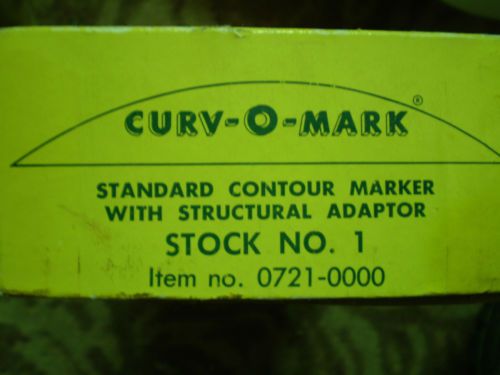 CURV-O-MARK®
STANDARD CONTOUR MARKER
WITH STRUCTURAL ADAPTOR
STOCK NO. 1
Item no. 0721-0000